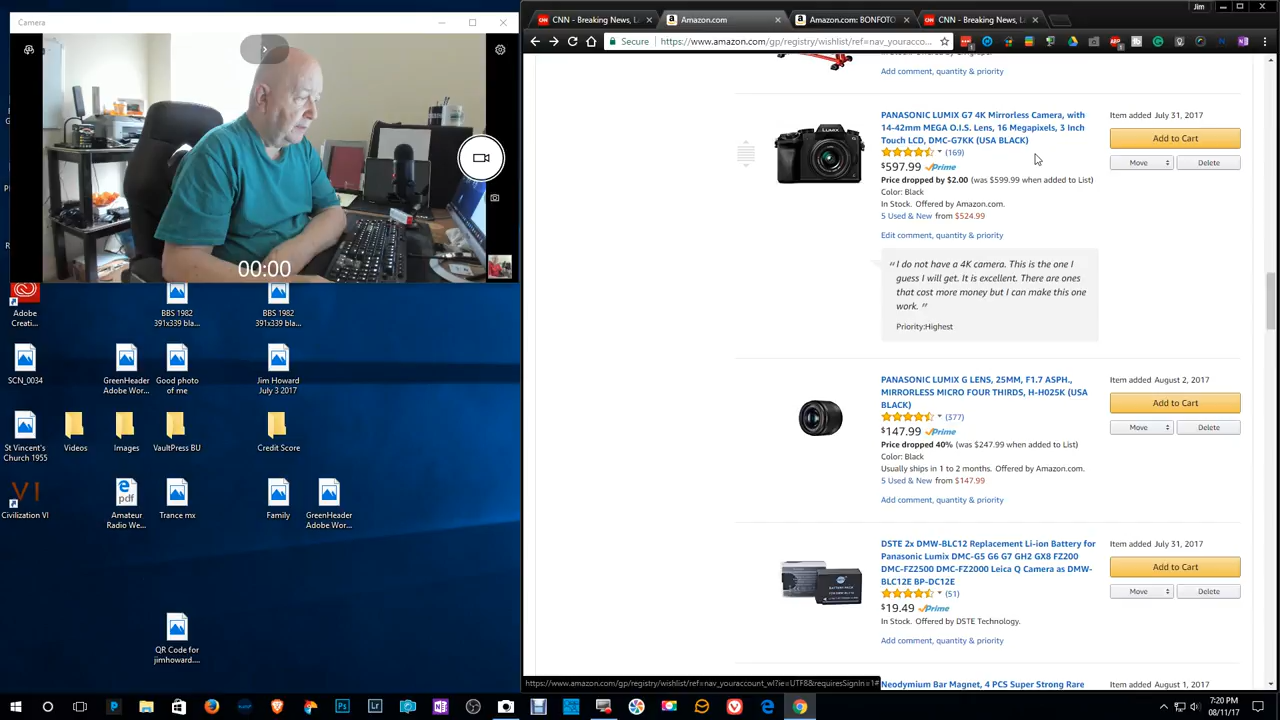 Camera
00:00
Adobe
Creati...
BBS 1982
391x339 bla...
BBS 1982
391x339 bla...
SCN_0034
GreenHeader
Adobe Wor...
Good photo
of me
Jim Howard
July 3 2017
St Vincent's
Church 1955
Videos
Images
VaultPress BU
Credit Score
Civilization VI
Amateur
Radio We...
Trance mx
Family
GreenHeader
Adobe Wor...
QR Code for
jimhoward....
Jim
CNN - Breaking News, L
Amazon.com
Amazon.com: BONFOTO
CNN - Breaking News, L
Secure
https://www.amazon.com/gp/registry/wishlist/ref=nav_youracco...
Add comment, quantity & priority
PANASONIC LUMIX G7 4K Mirrorless Camera, with
14-42mm MEGA O.I.S. Lens, 16 Megapixels, 3 Inch
Touch LCD, DMC-G7KK (USA BLACK)
(169)
$597.99 Prime
Price dropped by $2.00 (was $599.99 when added to List)
Color: Black
In Stock. Offered by Amazon.com.
5 Used & New from $524.99
Edit comment, quantity & priority
“ I do not have a 4K camera. This is the one I
guess I will get. It is excellent. There are ones
that cost more money but I can make this one
work. ”
Priority:Highest
Item added July 31, 2017
Add to Cart
Move
Delete
PANASONIC LUMIX G LENS, 25MM, F1.7 ASPH.,
MIRRORLESS MICRO FOUR THIRDS, H-H025K (USA
BLACK)
(377)
$147.99 Prime
Price dropped 40% (was $247.99 when added to List)
Color: Black
Usually ships in 1 to 2 months. Offered by Amazon.com.
5 Used & New from $147.99
Add comment, quantity & priority
Item added August 2, 2017
Add to Cart
Move
Delete
DSTE 2x DMW-BLC12 Replacement Li-ion Battery for
Panasonic Lumix DMC-G5 G6 G7 GH2 GX8 FZ200
DMC-FZ2500 DMC-FZ2000 Leica Q Camera as DMW-
BLC12E BP-DC12E
(51)
$19.49 Prime
In Stock. Offered by DSTE Technology.
Add comment, quantity & priority
Item added July 31, 2017
Add to Cart
Move
Delete
Neodymium Bar Magnet, 4 PCS Super Strong Rare
Item added August 1, 2017
https://www.amazon.com/gp/registry/wishlist/ref=nav_youraccount_wl?ie=UTF8&requiresSignIn=1#
7:20 PM
08/11/17